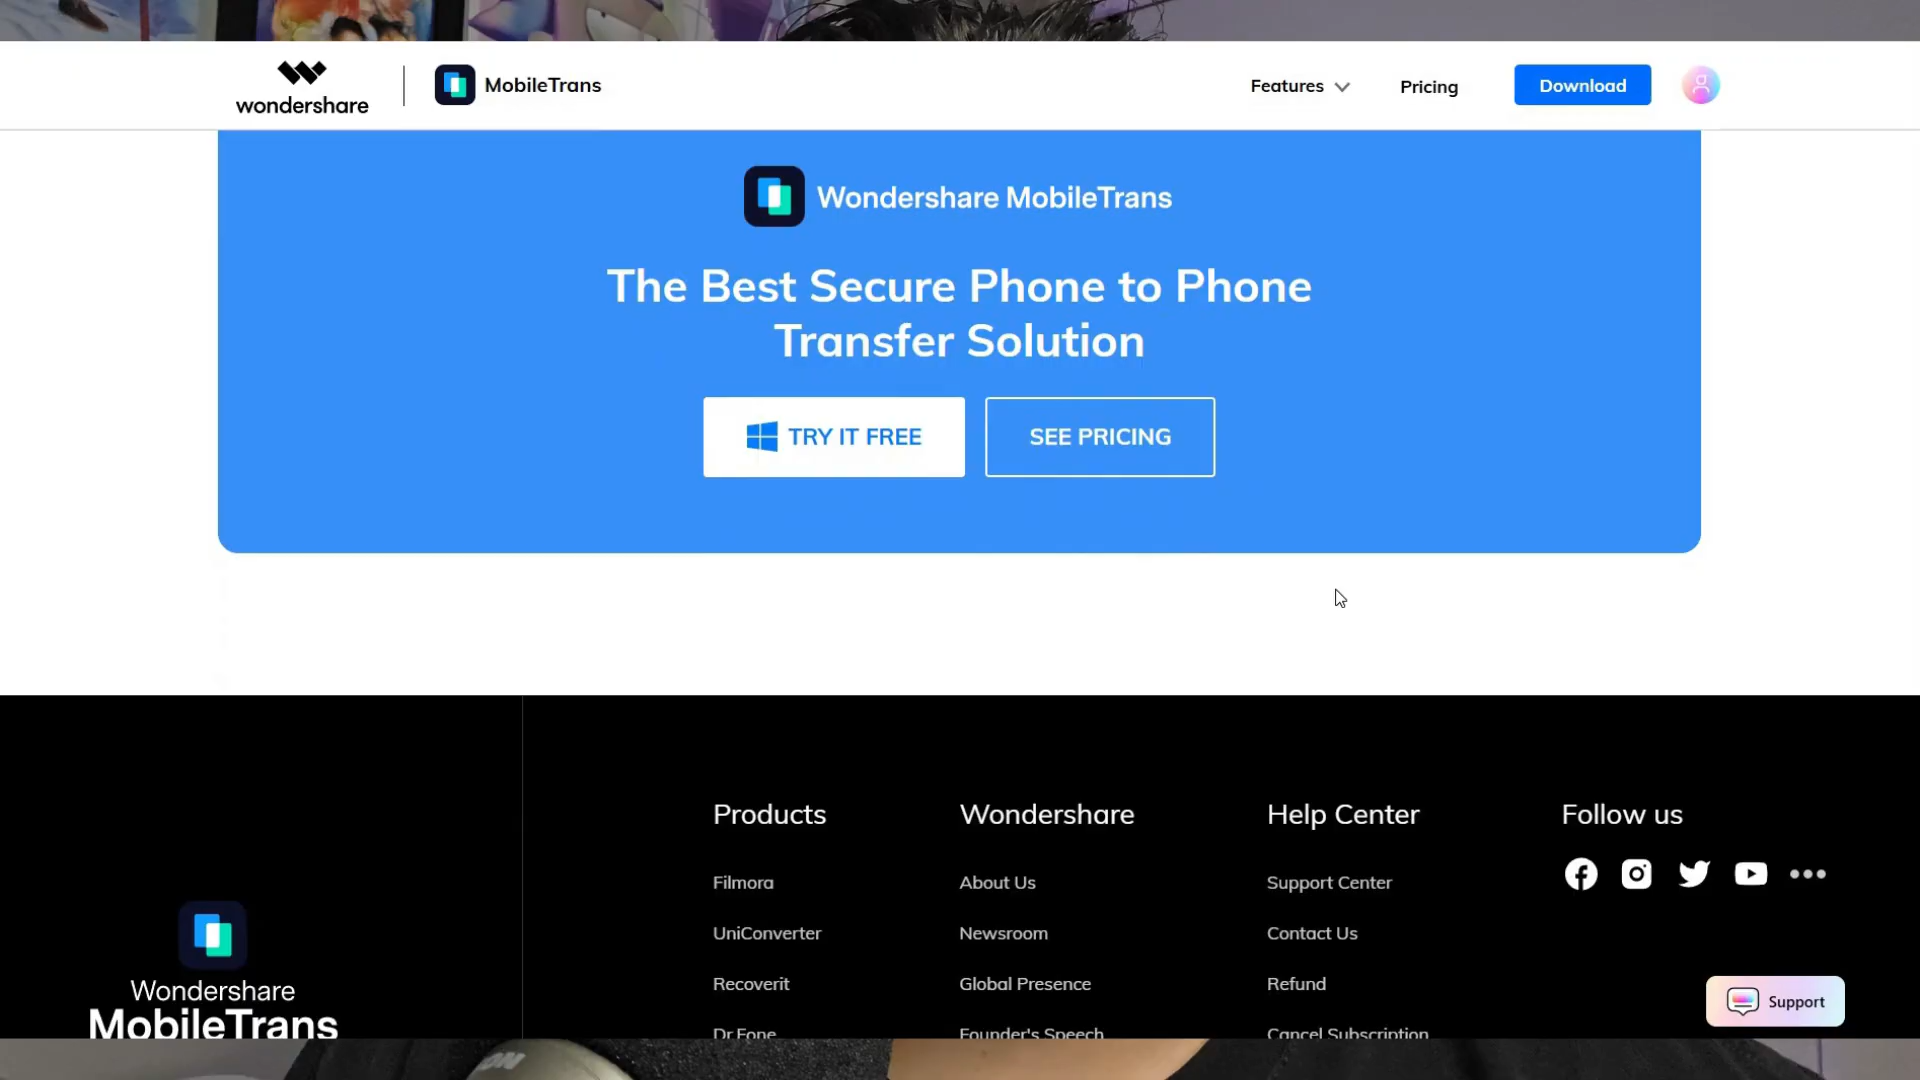 wondershare
MobileTrans
Features
Pricing
Download
Wondershare MobileTrans
The Best Secure Phone to Phone
Transfer Solution
TRY IT FREE
SEE PRICING
Products
Wondershare
Help Center
Follow us
Filmora
About Us
Support Center
UniConverter
Newsroom
Contact Us
Recoverit
Global Presence
Refund
Support
Wondershare
MobileTrans
Dr.Fone
Founder's Speech
Cancel Subscription